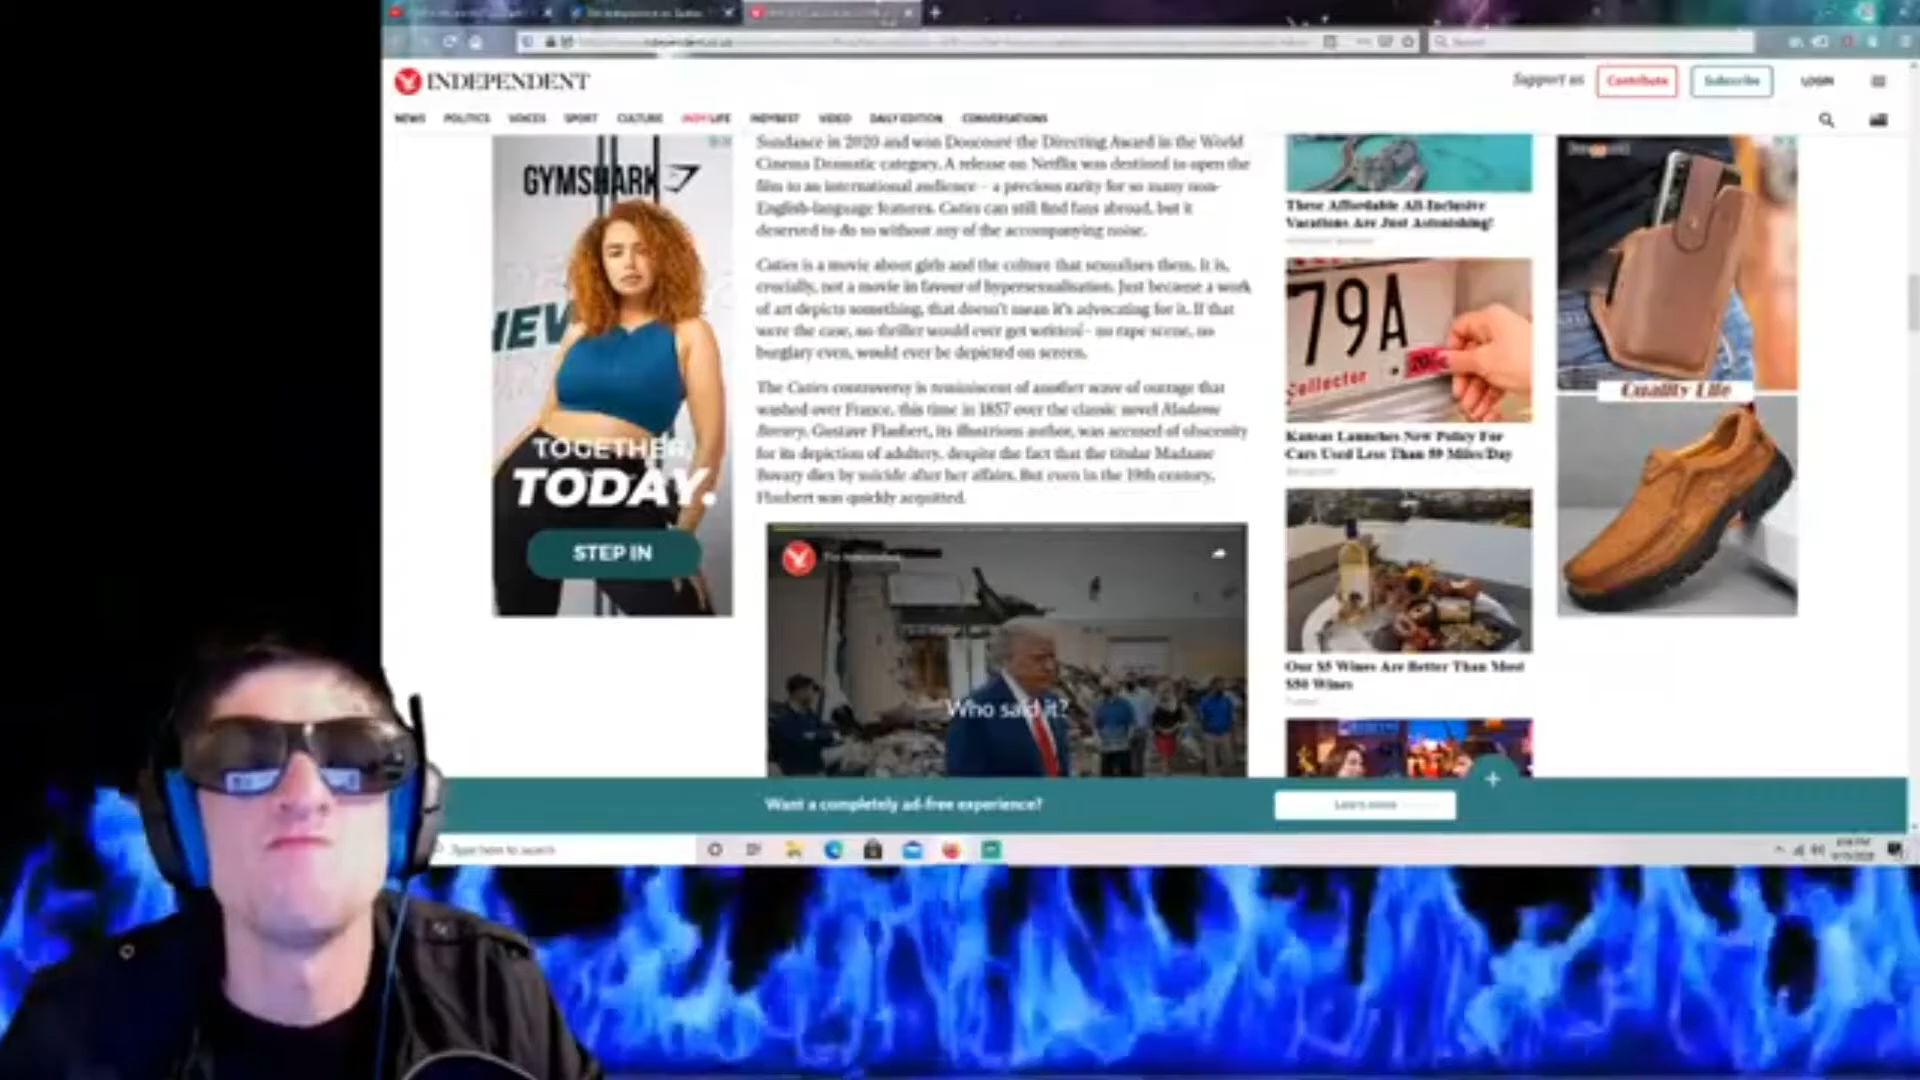 INDEPENDENT
Support us
Contribute
Subscribe
LOGIN
NEWS POLITICS VOICES SPORT CULTURE INDY/LIFE INDYBEST VIDEO DAILY EDITION CONVERSATIONS
GYMSHARK
NEW
TOGETHER,
TODAY.
STEP IN
Sundance in 2020 and won Doucouré the Directing Award in the World
Cinema Dramatic category. A release on Netflix was destined to open the
film to an international audience – a precious rarity for so many non-
English-language features. Cuties can still find fans abroad, but it
deserved to do so without any of the accompanying noise.
Cuties is a movie about girls and the culture that sexualises them. It is,
crucially, not a movie in favour of hypersexualisation. Just because a work
of art depicts something, that doesn't mean it's advocating for it. If that
were the case, no thriller would ever get written – no rape scene, no
burglary even, would ever be depicted on screen.
The Cuties controversy is reminiscent of another wave of outrage that
washed over France, this time in 1857 over the classic novel Madame
Bovary. Gustave Flaubert, its illustrious author, was accused of obscenity
for its depiction of adultery, despite the fact that the titular Madame
Bovary dies by suicide after her affairs. But even in the 19th century,
Flaubert was quickly acquitted.
The Independent
Who said it?
These Affordable All-Inclusive
Vacations Are Just Astonishing!
79A
Collector
Kansas Launches New Policy For
Cars Used Less Than 59 Miles/Day
Our $5 Wines Are Better Than Most
$50 Wines
Quality Life
Want a completely ad-free experience?
Learn more
Type here to search